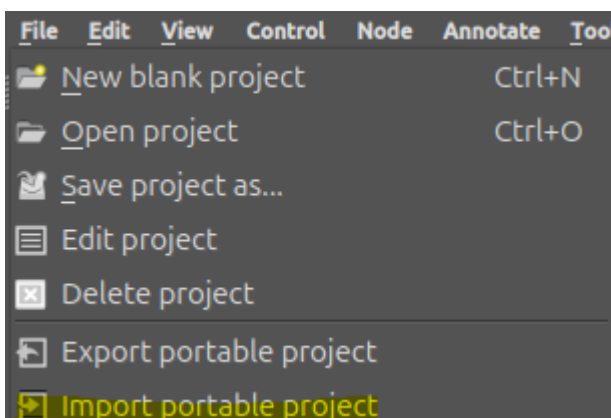 File Edit View Control Node Annotate
New blank project Ctrl+N
Open project Ctrl+O
Save project as...
Edit project
Delete project
Export portable project
Import portable project